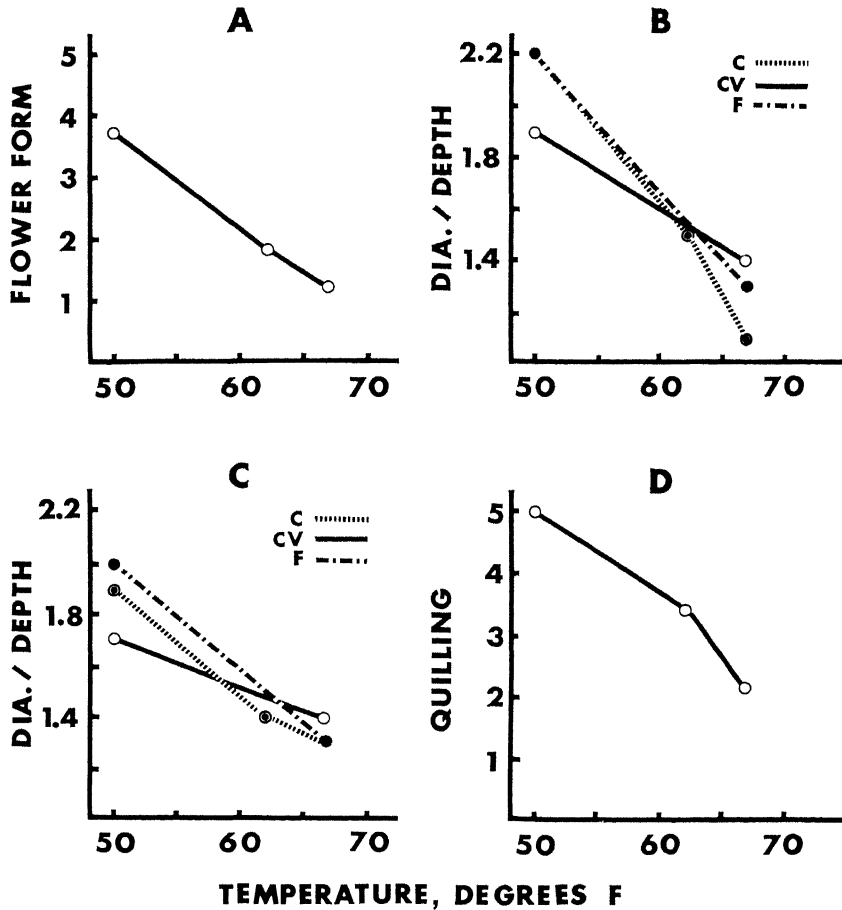 A
FLOWER FORM
5
4
3
2
1
50 60 70
B
DIA./DEPTH
2.2
1.8
1.4
C
CV
F
50 60 70
C
DIA./DEPTH
2.2
1.8
1.4
C
CV
F
50 60 70
D
QUILLING
5
4
3
2
1
50 60 70
TEMPERATURE, DEGREES F